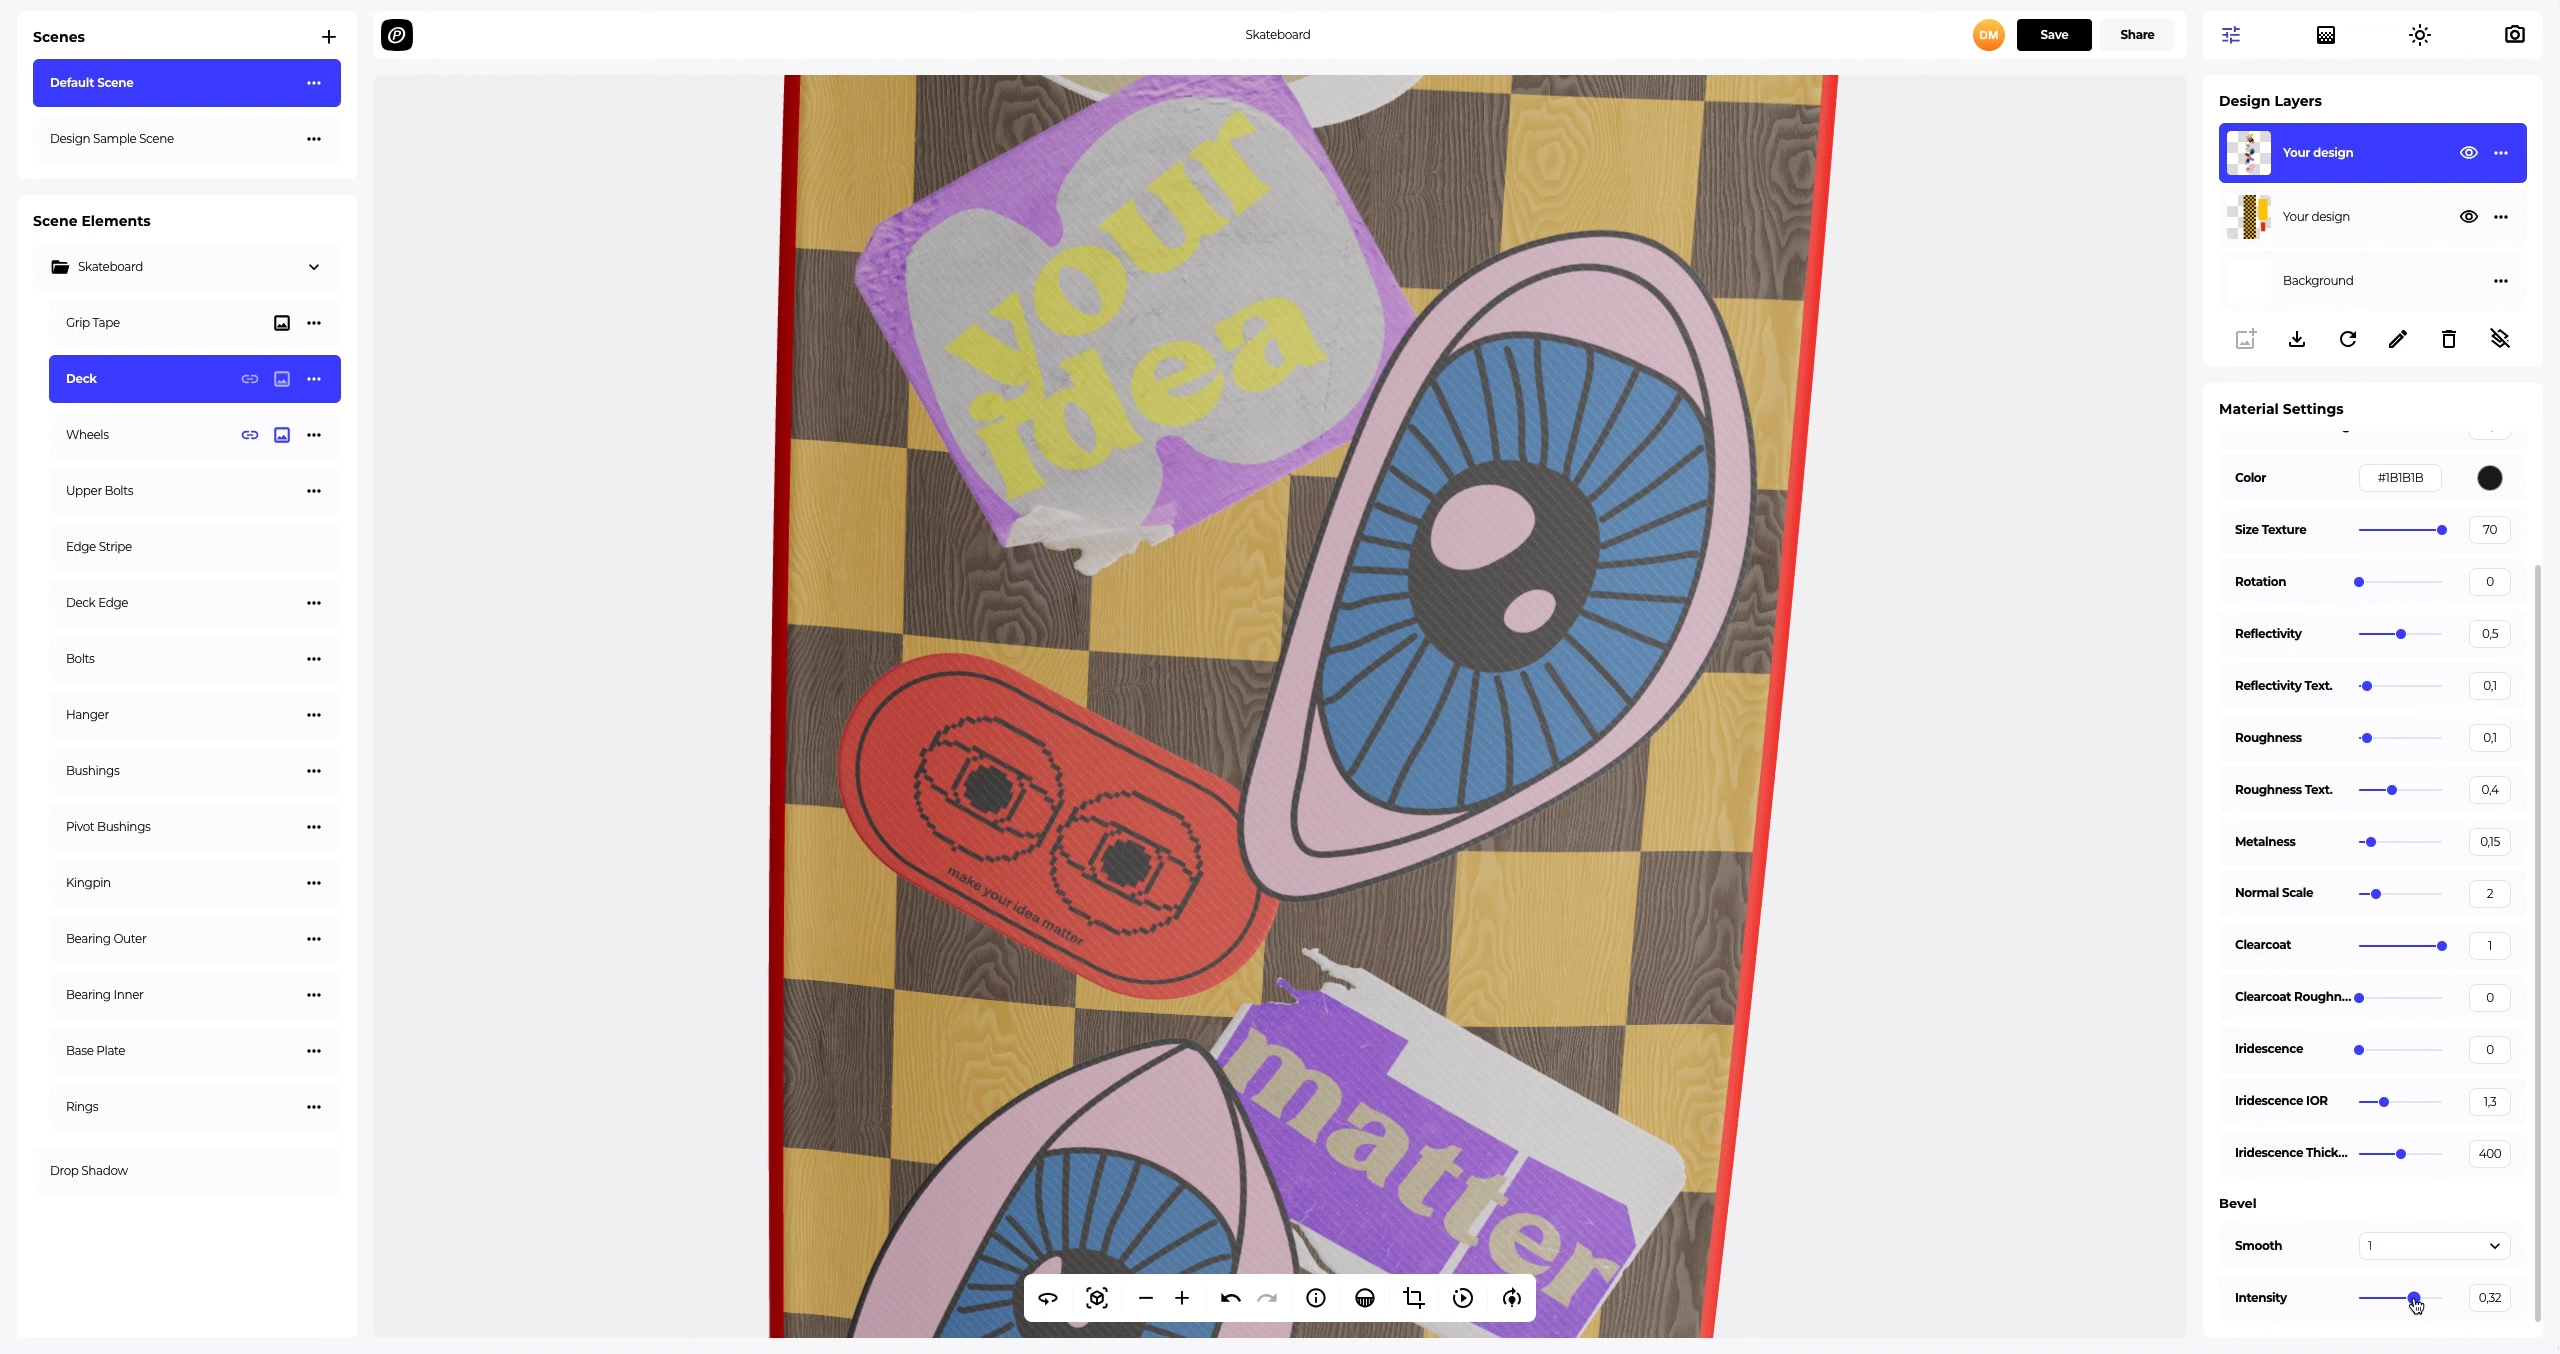 Scenes
Default Scene
Design Sample Scene
Scene Elements
Skateboard
Grip Tape
Deck
Wheels
Upper Bolts
Edge Stripe
Deck Edge
Bolts
Hanger
Bushings
Pivot Bushings
Kingpin
Bearing Outer
Bearing Inner
Base Plate
Rings
Drop Shadow
Skateboard
DM
Save
Share
your
idea
make your idea matter
matter
Design Layers
Your design
Your design
Background
Material Settings
Color #1B1B1B
Size Texture 70
Rotation 0
Reflectivity 0,5
Reflectivity Text. 0,1
Roughness 0,1
Roughness Text. 0,4
Metalness 0,15
Normal Scale 2
Clearcoat 1
Clearcoat Roughn... 0
Iridescence 0
Iridescence IOR 1,3
Iridescence Thick... 400
Bevel
Smooth 1
Intensity 0,32